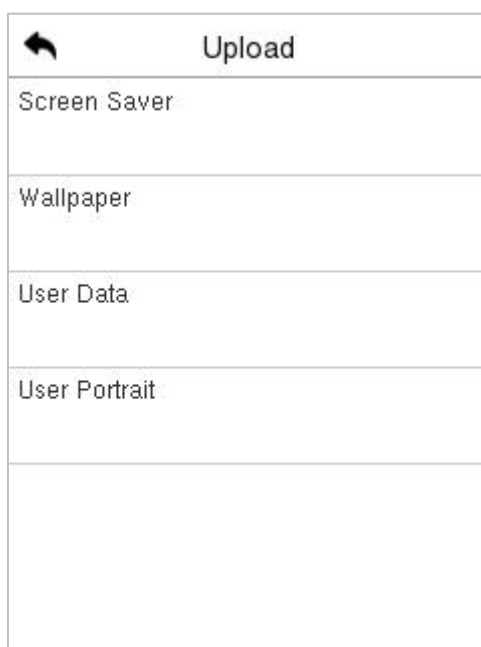 Upload
Screen Saver
Wallpaper
User Data
User Portrait